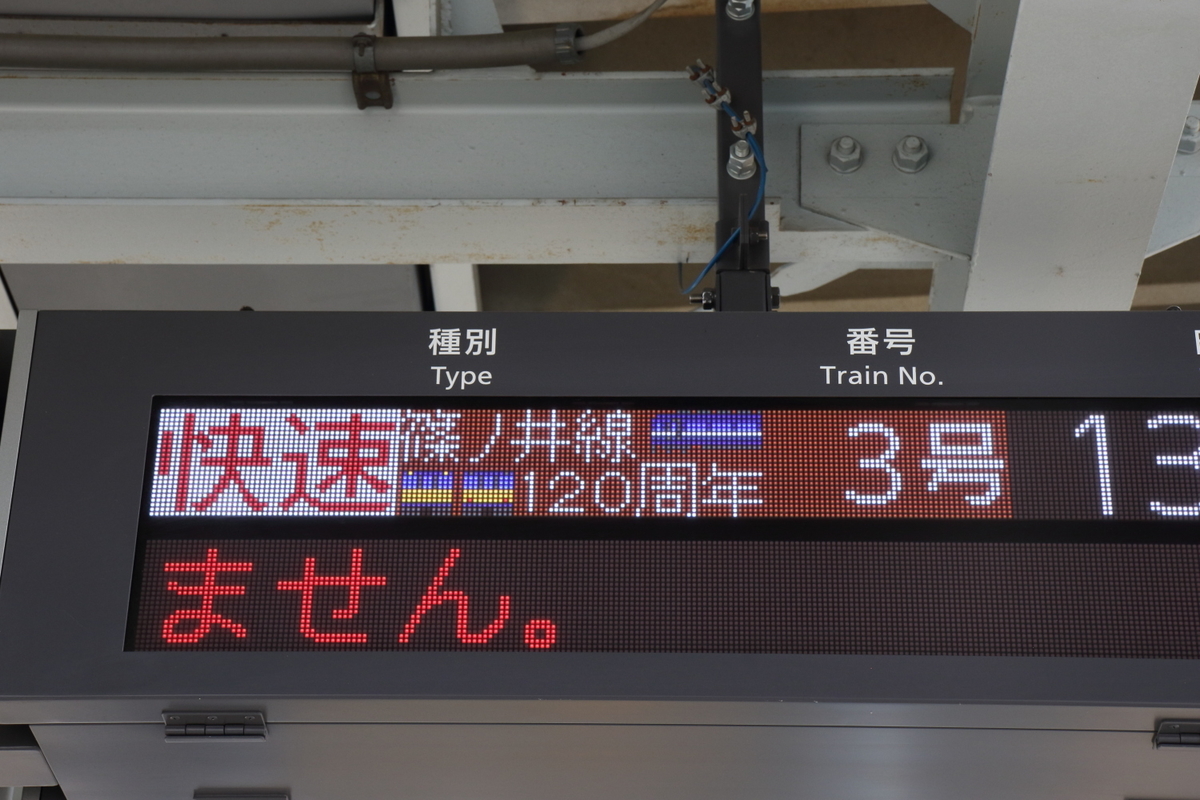 種別 番号
Type Train No.
快速 篠ノ井線 3号 13
120周年
ません。